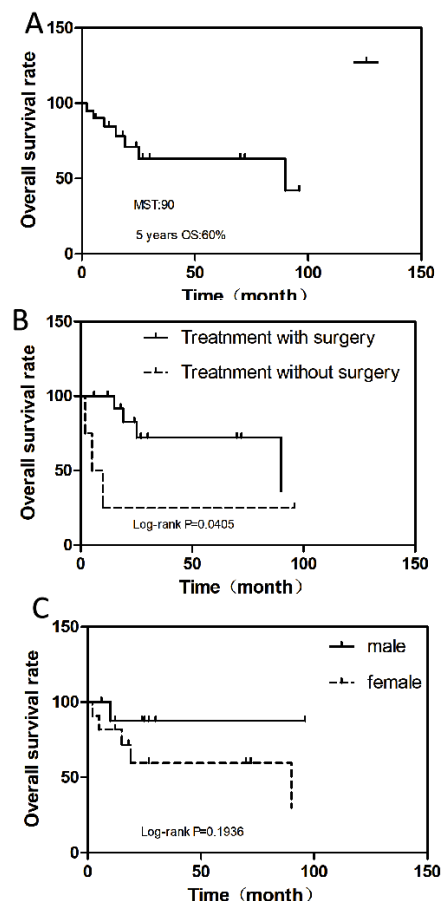 A
150
100
50
0
Overall survival rate
MST:90
5 years OS:60%
0 50 100 150
Time（month）
B
150
100
50
0
Overall survival rate
Treatnment with surgery
Treatnment without surgery
Log-rank P=0.0405
0 50 100 150
Time（month）
C
150
100
50
0
Overall survival rate
male
female
Log-rank P=0.1936
0 50 100 150
Time（month）